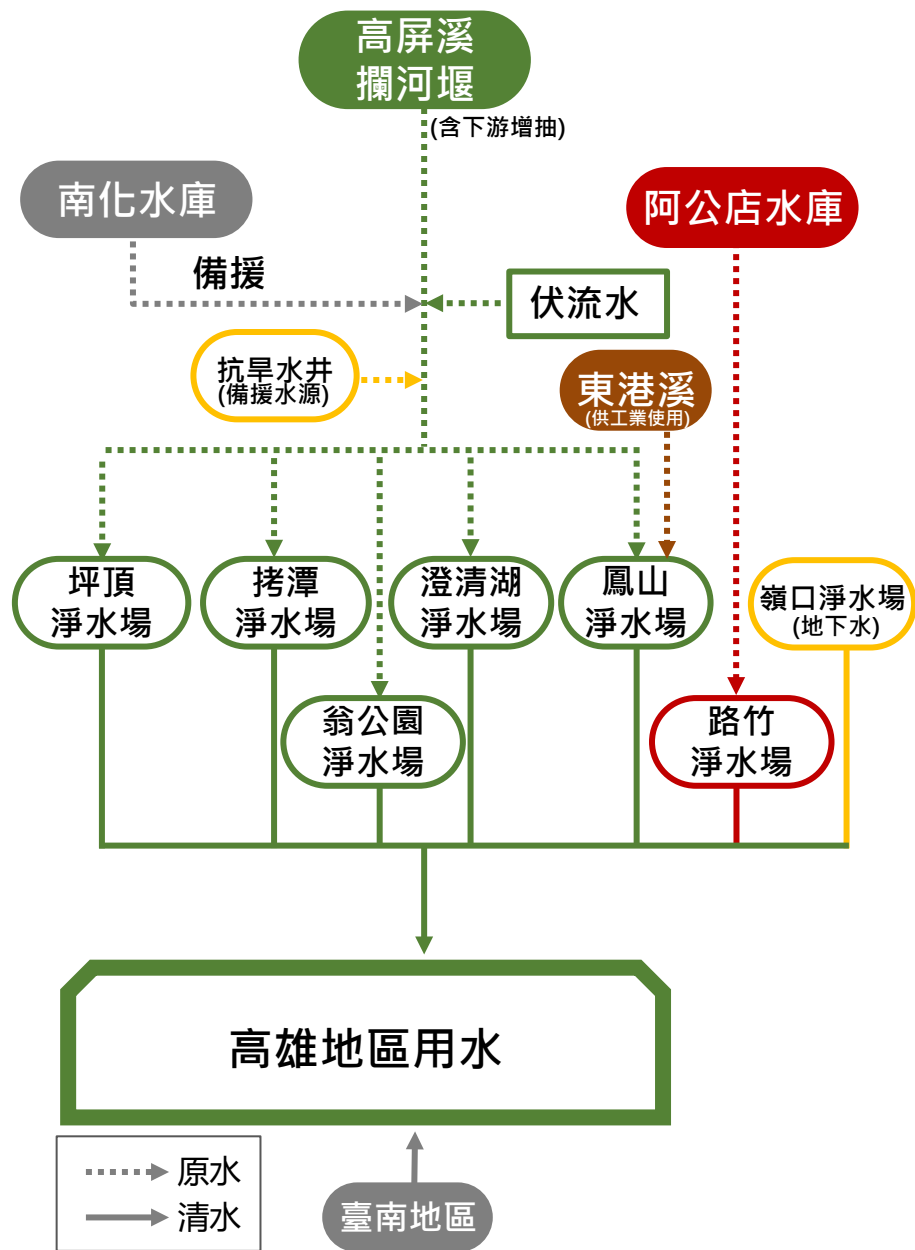 高屏溪
攔河堰
(含下游增抽)
南化水庫
阿公店水庫
備援
伏流水
抗旱水井
(備援水源)
東港溪
(供工業使用)
坪頂
淨水場
拷潭
淨水場
澄清湖
淨水場
鳳山
淨水場
嶺口淨水場
(地下水)
翁公園
淨水場
路竹
淨水場
高雄地區用水
原水
清水
臺南地區